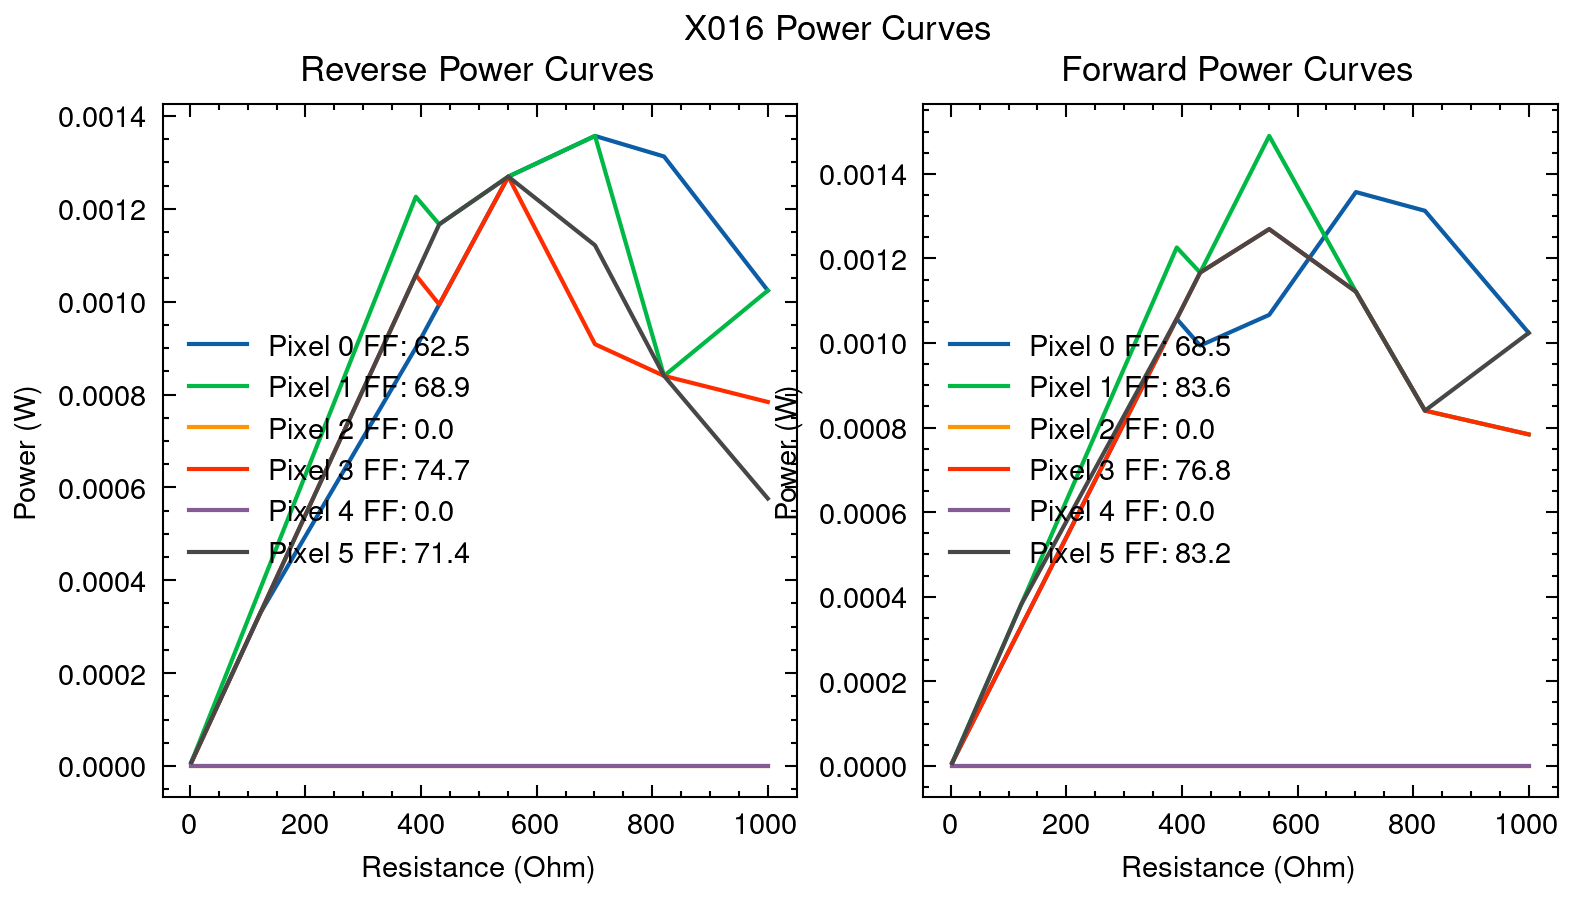 X016 Power Curves
Reverse Power Curves
0.0014
0.0012
0.0010
0.0008
0.0006
0.0004
0.0002
0.0000
Power (W)
Pixel 0 FF: 62.5
Pixel 1 FF: 68.9
Pixel 2 FF: 0.0
Pixel 3 FF: 74.7
Pixel 4 FF: 0.0
Pixel 5 FF: 71.4
0 200 400 600 800 1000
Resistance (Ohm)
Forward Power Curves
0.0014
0.0012
0.0010
0.0008
0.0006
0.0004
0.0002
0.0000
Power (W)
Pixel 0 FF: 68.5
Pixel 1 FF: 83.6
Pixel 2 FF: 0.0
Pixel 3 FF: 76.8
Pixel 4 FF: 0.0
Pixel 5 FF: 83.2
0 200 400 600 800 1000
Resistance (Ohm)